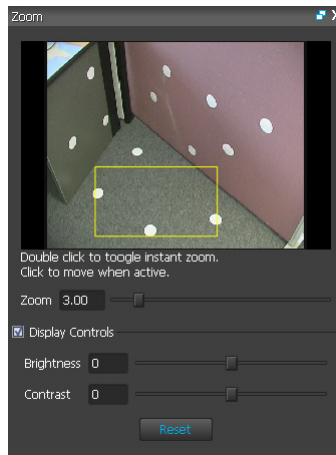 Zoom
Double click to toogle instant zoom.
Click to move when active.
Zoom 3.00
Display Controls
Brightness 0
Contrast 0
Reset